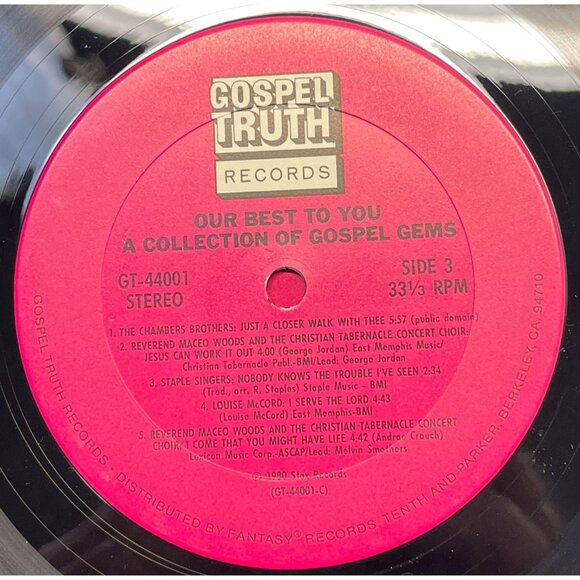 GOSPEL
TRUTH
RECORDS
OUR BEST TO YOU
A COLLECTION OF GOSPEL GEMS
GT-44001
STEREO
SIDE 3
33⅓ RPM
1. THE CHAMBERS BROTHERS: JUST A CLOSER WALK WITH THEE 5:57 (public domain)
2. REVEREND MACEO WOODS AND THE CHRISTIAN TABERNACLE CONCERT CHOIR:
JESUS CAN WORK IT OUT 4:00 (George Jordan) East Memphis Music/
Christian Tabernacle Publ.-BMI/Lead: George Jordan
3. STAPLE SINGERS: NOBODY KNOWS THE TROUBLE I'VE SEEN 2:34
(Trad., arr. R. Staples) Staple Music - BMI
4. LOUISE McCORD: I SERVE THE LORD 4:43
(Louise McCord) East Memphis-BMI
5. REVEREND MACEO WOODS AND THE CHRISTIAN TABERNACLE CONCERT
CHOIR: I COME THAT YOU MIGHT HAVE LIFE 4:42 (Andrae Crouch)
Lexicon Music Corp.-ASCAP/Lead: Melvin Smothers
℗ 1980 Stax Records
(GT-44001-C)
GOSPEL TRUTH RECORDS • DISTRIBUTED BY FANTASY® RECORDS, TENTH AND PARKER, BERKELEY, CA. 94710